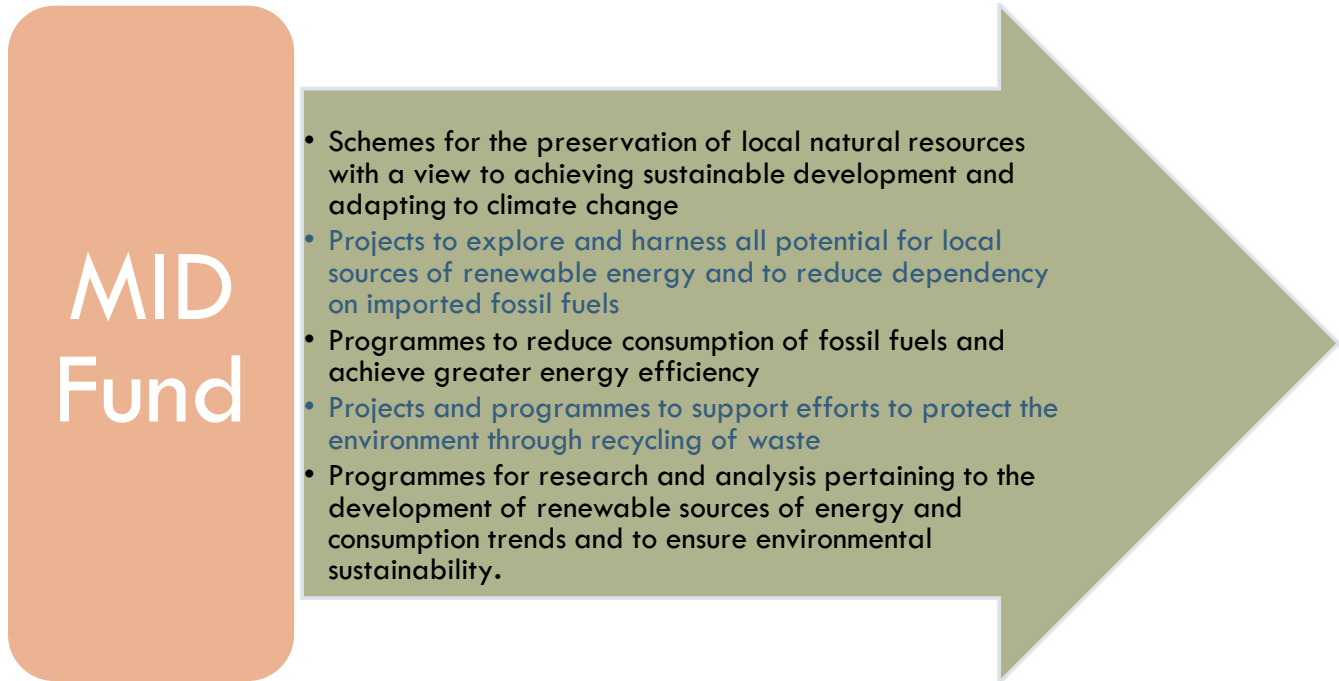 MID
Fund
• Schemes for the preservation of local natural resources
with a view to achieving sustainable development and
adapting to climate change
• Projects to explore and harness all potential for local
sources of renewable energy and to reduce dependency
on imported fossil fuels
• Programmes to reduce consumption of fossil fuels and
achieve greater energy efficiency
• Projects and programmes to support efforts to protect the
environment through recycling of waste
• Programmes for research and analysis pertaining to the
development of renewable sources of energy and
consumption trends and to ensure environmental
sustainability.